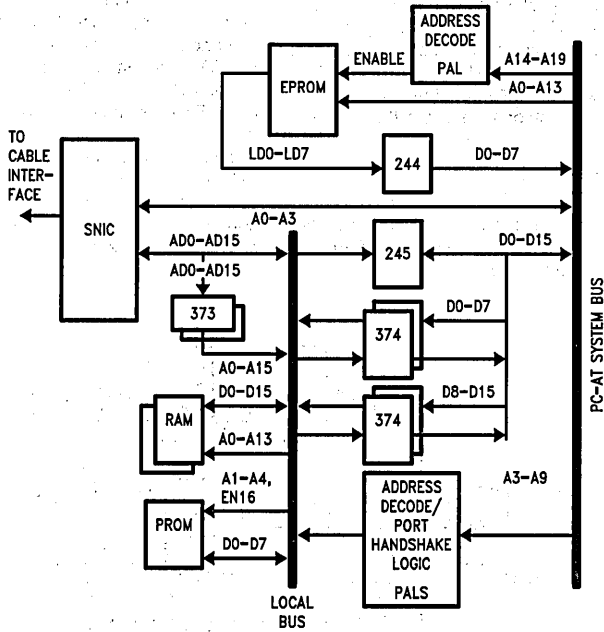 ADDRESS
DECODE
PAL
ENABLE
A14-A19
EPROM
A0-A13
TO
CABLE
INTER-
FACE
LD0-LD7
244
D0-D7
SNIC
A0-A3
AD0-AD15
245
D0-D15
AD0-AD15
373
374
D0-D7
A0-A15
D0-D15
374
D8-D15
RAM
A0-A13
PC-AT SYSTEM BUS
A1-A4,
EN16
ADDRESS
DECODE/
PORT
HANDSHAKE
LOGIC
PALS
A3-A9
PROM
D0-D7
LOCAL
BUS